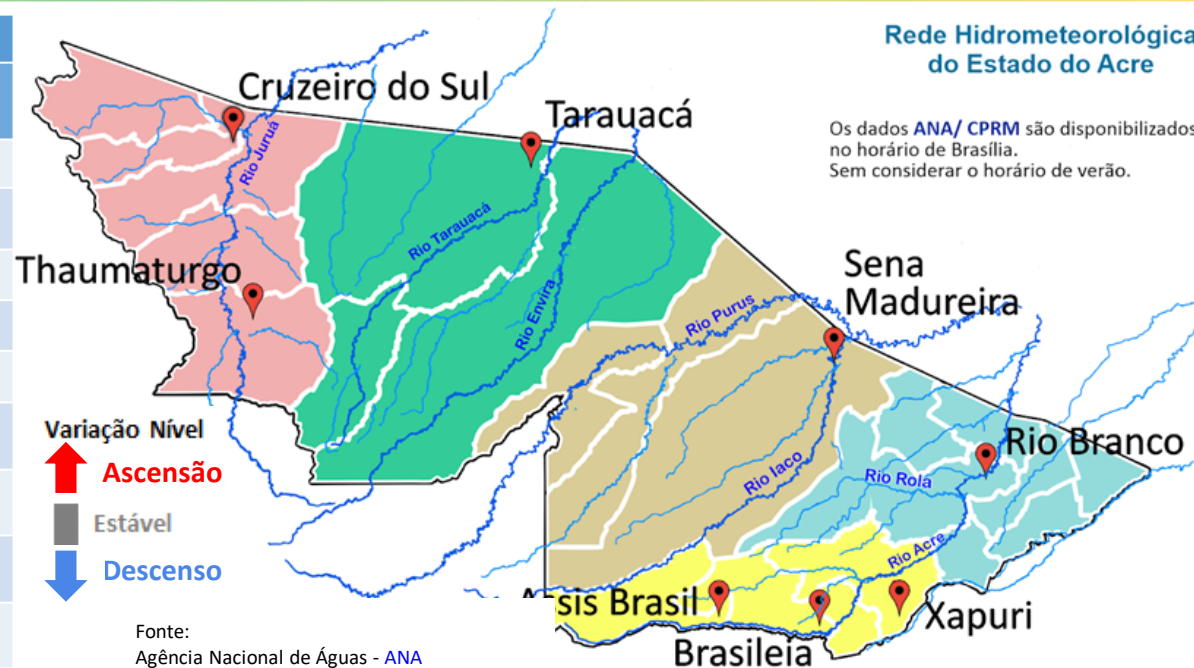 Rede Hidrometeorológica
do Estado do Acre
Os dados ANA/ CPRM são disponibilizados
no horário de Brasília.
Sem considerar o horário de verão.
Cruzeiro do Sul
Tarauacá
Rio Juruá
Rio Tarauacá
Thaumaturgo
Rio Envira
Sena
Madureira
Rio Purus
Variação Nível
Ascensão
Estável
Descenso
Rio Branco
Rio Iaco
Rio Rola
Rio Acre
Assis Brasil
Xapuri
Brasileia
Fonte:
Agência Nacional de Águas - ANA